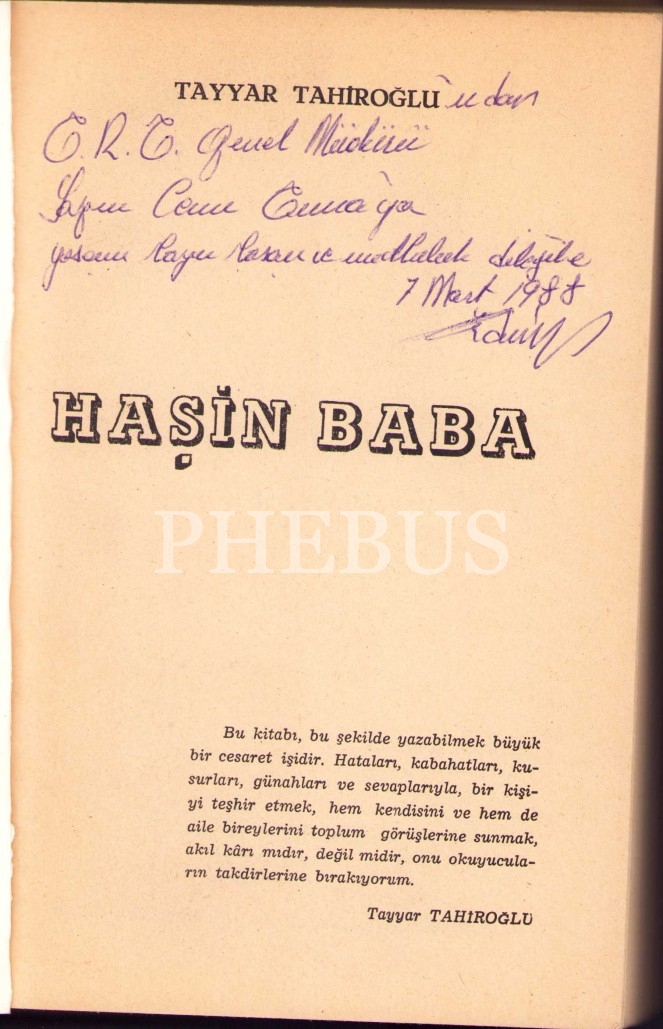 TAYYAR TAHİROĞLU'ndan
T. R. T. Genel Müdürü
Sayın Cem Duna'ya
yaşam boyu başarı ve mutluluk dileğiyle
7 Mart 1988
HAŞİN BABA
PHEBUS
Bu kitabı, bu şekilde yazabilmek büyük
bir cesaret işidir. Hataları, kabahatları, ku-
surları, günahları ve sevaplarıyla, bir kişi-
yi teşhir etmek, hem kendisini ve hem de
aile bireylerini toplum görüşlerine sunmak,
akıl kârı mıdır, değil midir, onu okuyucula-
rın takdirlerine bırakıyorum.
Tayyar TAHİROĞLU